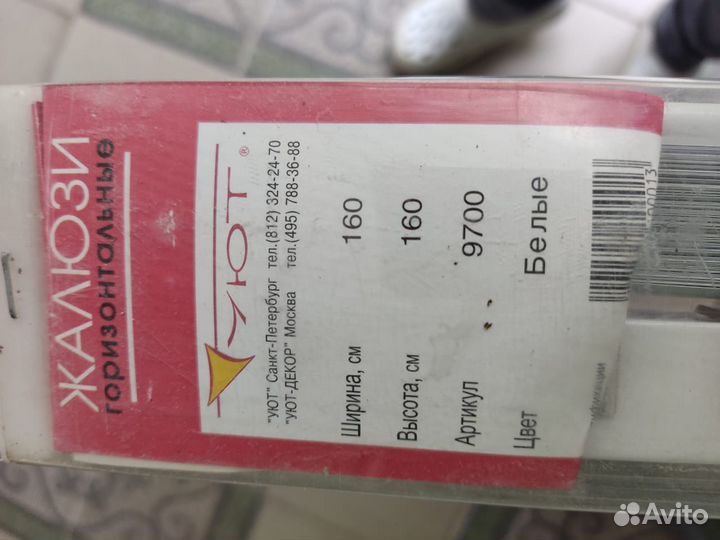 ЖАЛЮЗИ
горизонтальные
УЮТ®
"УЮТ" Санкт-Петербург тел.(812) 324-24-70
"УЮТ-ДЕКОР" Москва тел.(495) 788-36-88
Ширина, см 160
Высота, см 160
Артикул 9700
Цвет Белые
Avito